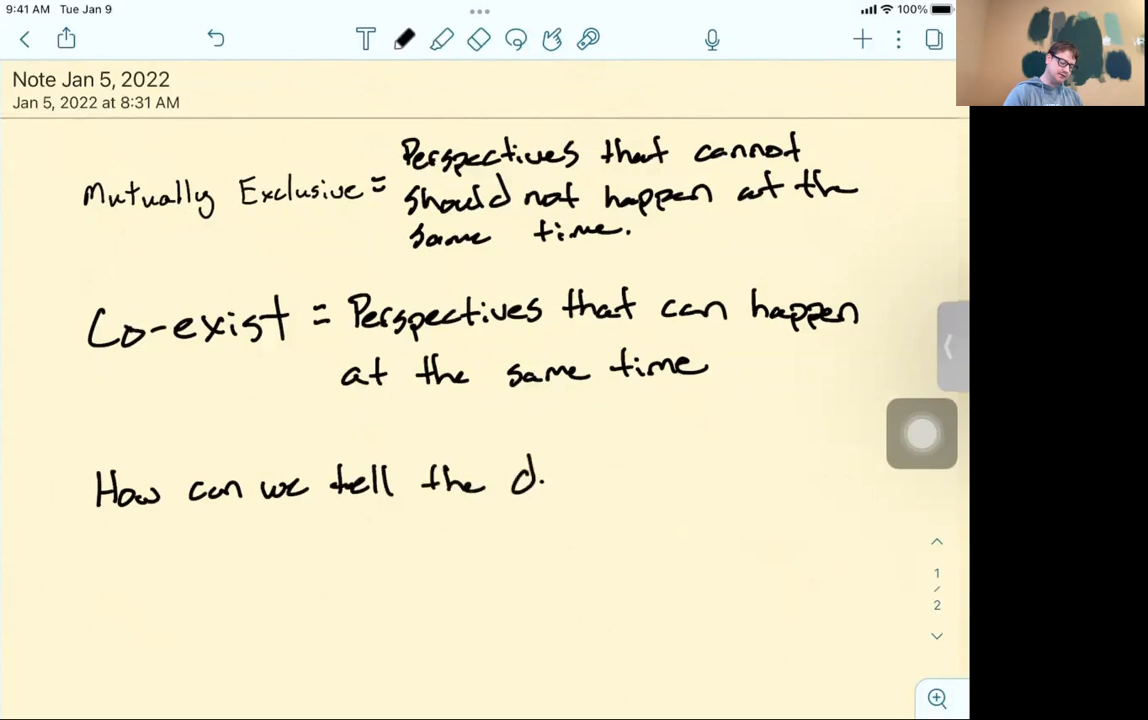 9:41 AM Tue Jan 9
100%
Note Jan 5, 2022
Jan 5, 2022 at 8:31 AM
Perspectives that cannot
Mutually Exclusive = should not happen at the
same time.
Co-exist = Perspectives that can happen
at the same time
How can we tell the d.
1
/
2